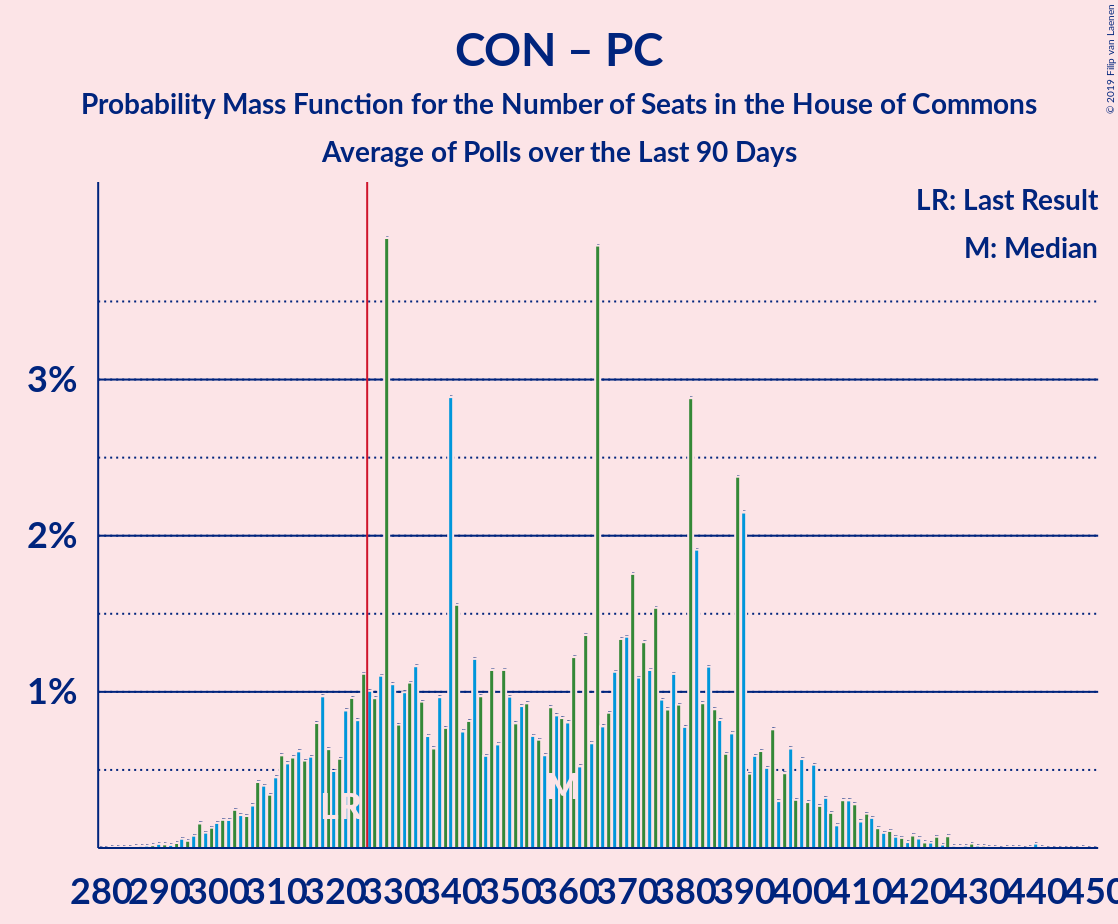 CON – PC
Probability Mass Function for the Number of Seats in the House of Commons
Average of Polls over the Last 90 Days
© 2019 Filip van Laenen
LR: Last Result
M: Median
3%
2%
1%
LR
M
280 290 300 310 320 330 340 350 360 370 380 390 400 410 420 430 440 450